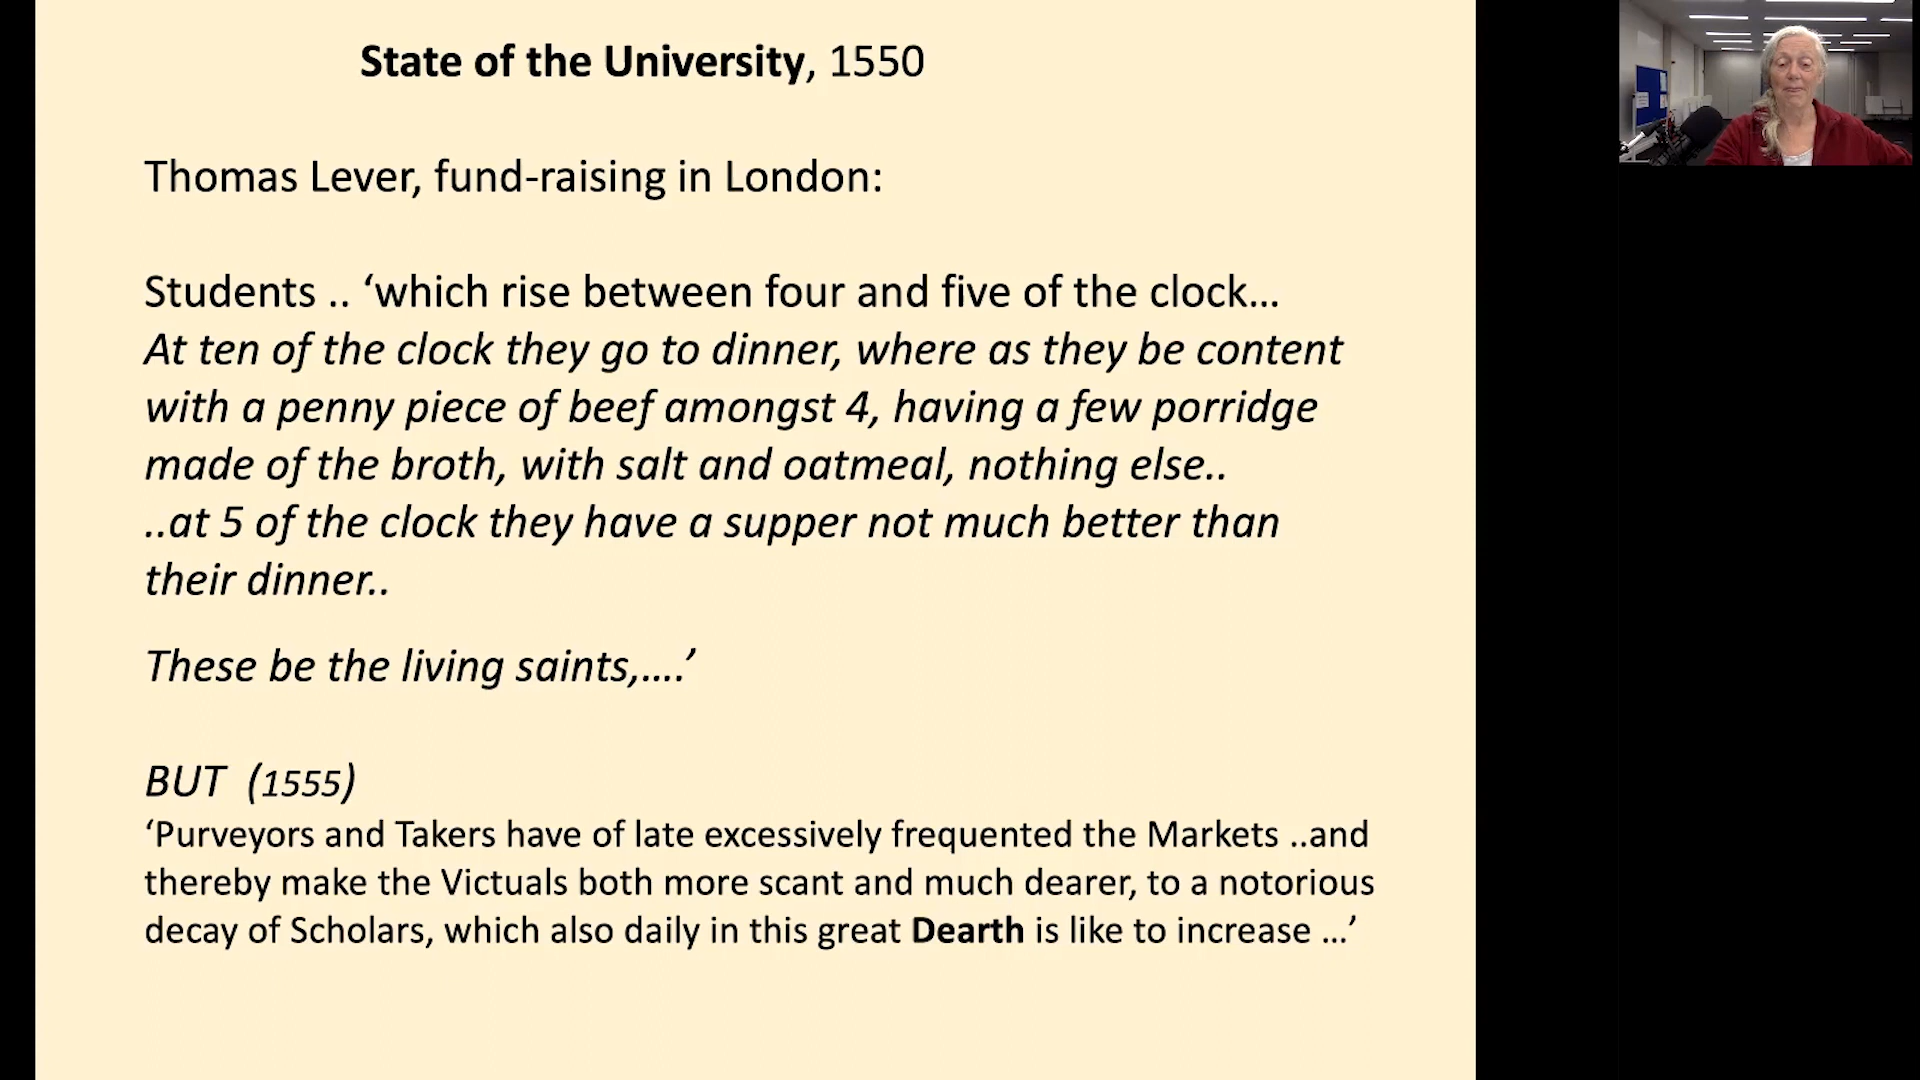 State of the University, 1550
Thomas Lever, fund-raising in London:
Students .. ‘which rise between four and five of the clock...
At ten of the clock they go to dinner, where as they be content
with a penny piece of beef amongst 4, having a few porridge
made of the broth, with salt and oatmeal, nothing else..
..at 5 of the clock they have a supper not much better than
their dinner..
These be the living saints,....’
BUT (1555)
‘Purveyors and Takers have of late excessively frequented the Markets ..and
thereby make the Victuals both more scant and much dearer, to a notorious
decay of Scholars, which also daily in this great Dearth is like to increase ...’